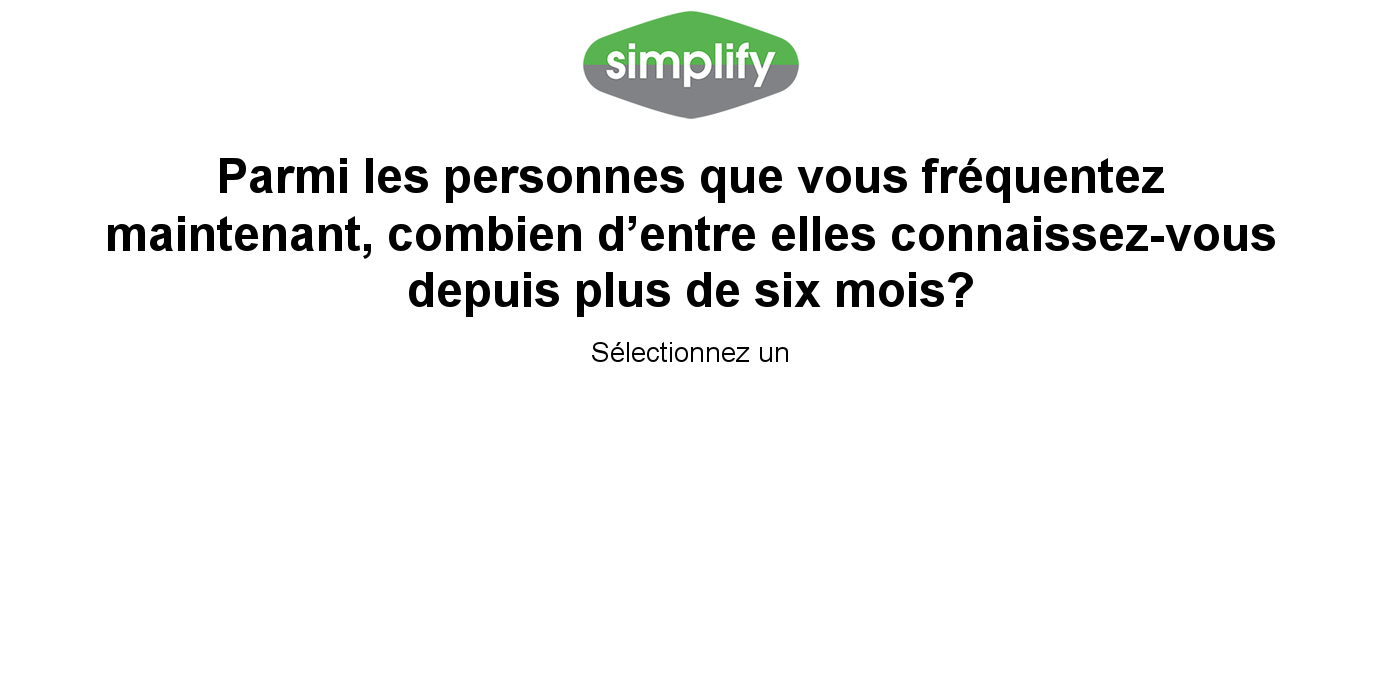 simplify
Parmi les personnes que vous fréquentez
maintenant, combien d’entre elles connaissez-vous
depuis plus de six mois?
Sélectionnez un